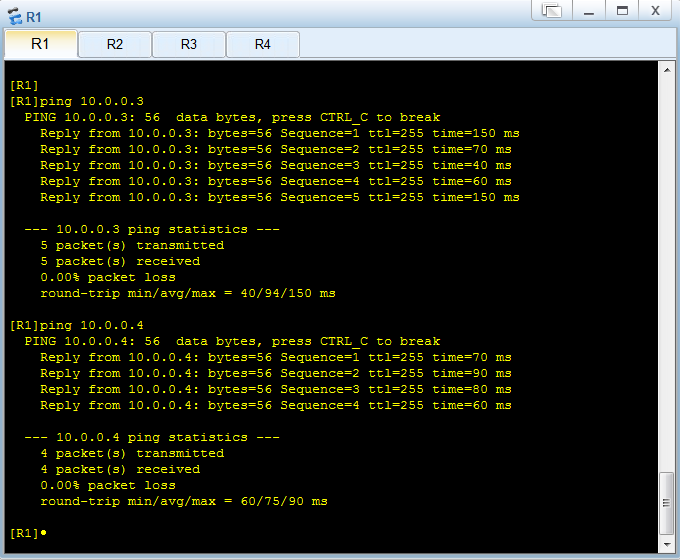 R1
R1 R2 R3 R4
[R1]
[R1]ping 10.0.0.3
PING 10.0.0.3: 56  data bytes, press CTRL_C to break
Reply from 10.0.0.3: bytes=56 Sequence=1 ttl=255 time=150 ms
Reply from 10.0.0.3: bytes=56 Sequence=2 ttl=255 time=70 ms
Reply from 10.0.0.3: bytes=56 Sequence=3 ttl=255 time=40 ms
Reply from 10.0.0.3: bytes=56 Sequence=4 ttl=255 time=60 ms
Reply from 10.0.0.3: bytes=56 Sequence=5 ttl=255 time=150 ms
--- 10.0.0.3 ping statistics ---
5 packet(s) transmitted
5 packet(s) received
0.00% packet loss
round-trip min/avg/max = 40/94/150 ms
[R1]ping 10.0.0.4
PING 10.0.0.4: 56  data bytes, press CTRL_C to break
Reply from 10.0.0.4: bytes=56 Sequence=1 ttl=255 time=70 ms
Reply from 10.0.0.4: bytes=56 Sequence=2 ttl=255 time=90 ms
Reply from 10.0.0.4: bytes=56 Sequence=3 ttl=255 time=80 ms
Reply from 10.0.0.4: bytes=56 Sequence=4 ttl=255 time=60 ms
--- 10.0.0.4 ping statistics ---
4 packet(s) transmitted
4 packet(s) received
0.00% packet loss
round-trip min/avg/max = 60/75/90 ms
[R1]